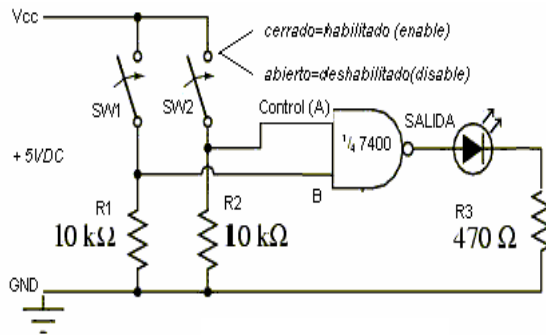 Vcc
cerrado=habilitado (enable)
abierto=deshabilitado(disable)
SW1
SW2
Control (A)
SALIDA
1/4 7400
+ 5VDC
B
R1
10 kΩ
R2
10 kΩ
R3
470 Ω
GND